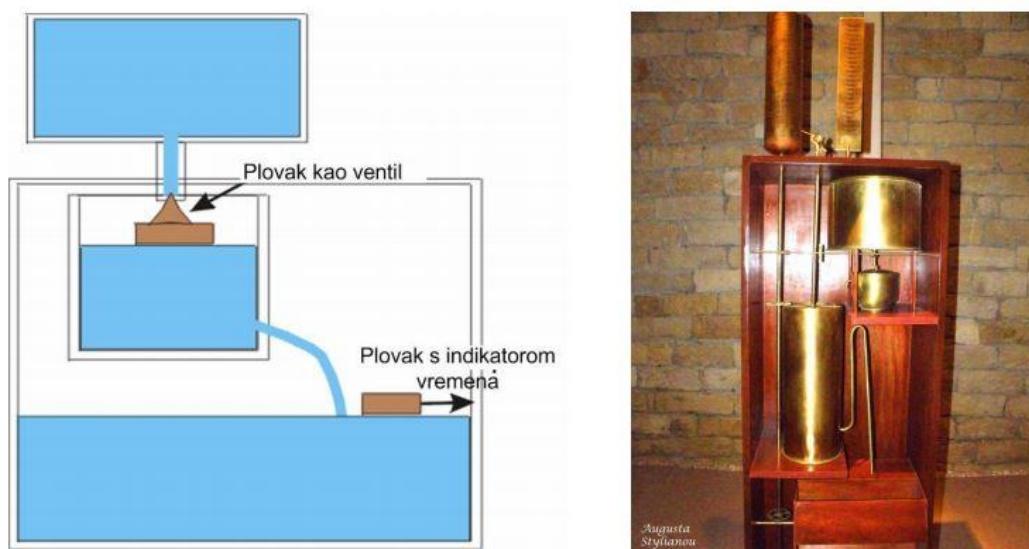 Plovak kao ventil
Plovak s indikatorom
vremena
Augusta
Stylianou